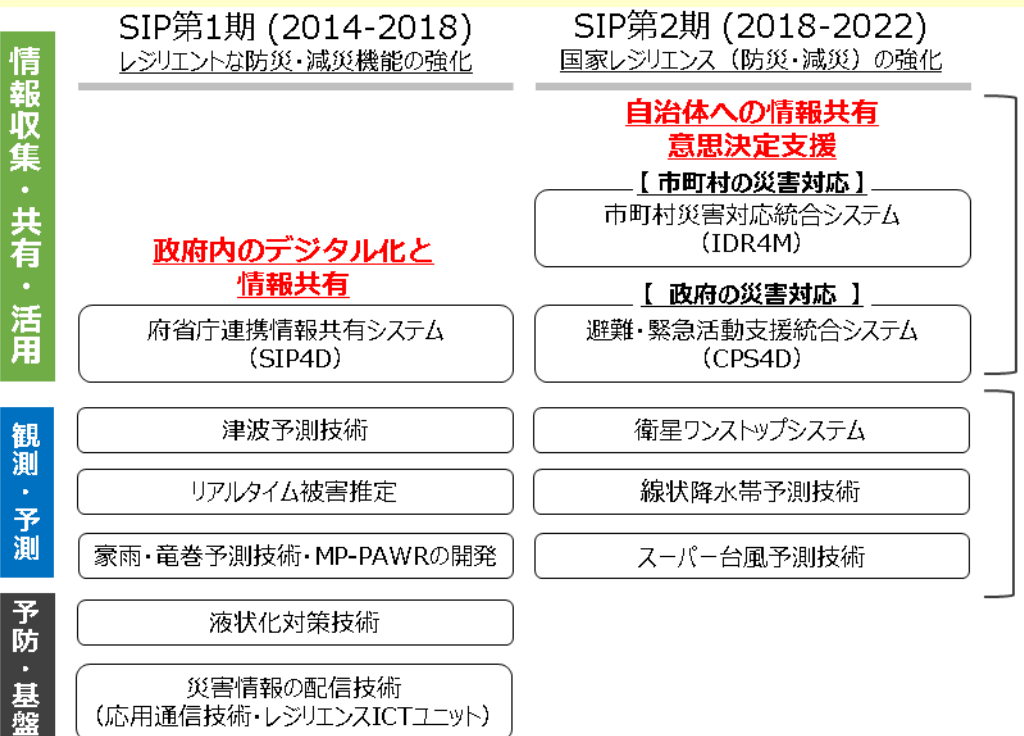 SIP第1期 (2014-2018)
レジリエントな防災・減災機能の強化
SIP第2期 (2018-2022)
国家レジリエンス（防災・減災）の強化
情報収集・共有・活用
政府内のデジタル化と
情報共有
府省庁連携情報共有システム
（SIP4D）
自治体への情報共有
意思決定支援
【 市町村の災害対応 】
市町村災害対応統合システム
（IDR4M）
【 政府の災害対応 】
避難・緊急活動支援統合システム
（CPS4D）
観測・予測
津波予測技術
リアルタイム被害推定
豪雨・竜巻予測技術・MP-PAWRの開発
衛星ワンストップシステム
線状降水帯予測技術
スーパー台風予測技術
予防・基盤
液状化対策技術
災害情報の配信技術
（応用通信技術・レジリエンスICTユニット）